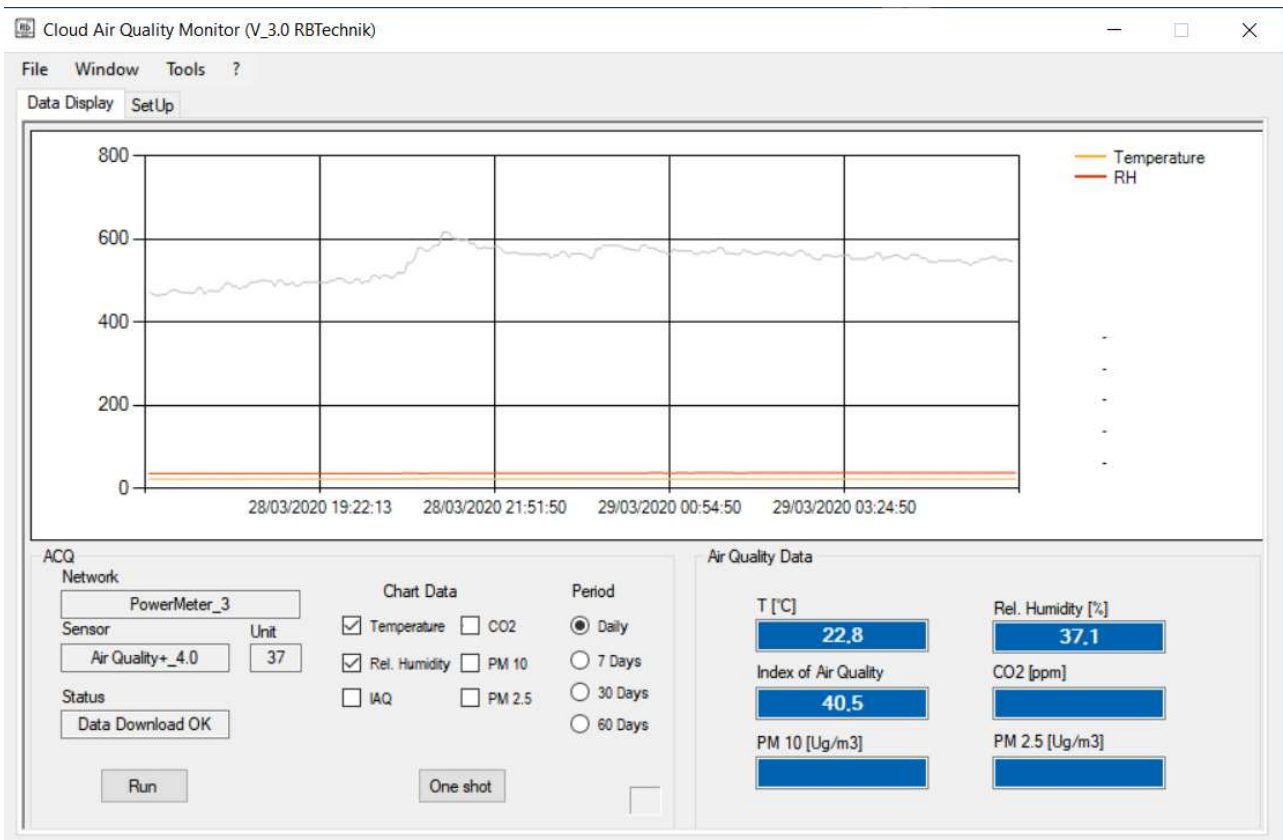 Cloud Air Quality Monitor (V_3.0 RBTechnik)
File Window Tools ?
Data Display SetUp
800
600
400
200
0
28/03/2020 19:22:13 28/03/2020 21:51:50 29/03/2020 00:54:50 29/03/2020 03:24:50
Temperature
RH
-
-
-
-
-
ACQ
Network
PowerMeter_3
Sensor Unit
Air Quality+_4.0 37
Status
Data Download OK
Run
Chart Data
Temperature CO2
Rel. Humidity PM 10
IAQ PM 2.5
One shot
Period
Daily
7 Days
30 Days
60 Days
Air Quality Data
T [°C] Rel. Humidity [%]
22.8 37.1
Index of Air Quality CO2 [ppm]
40.5
PM 10 [Ug/m3] PM 2.5 [Ug/m3]